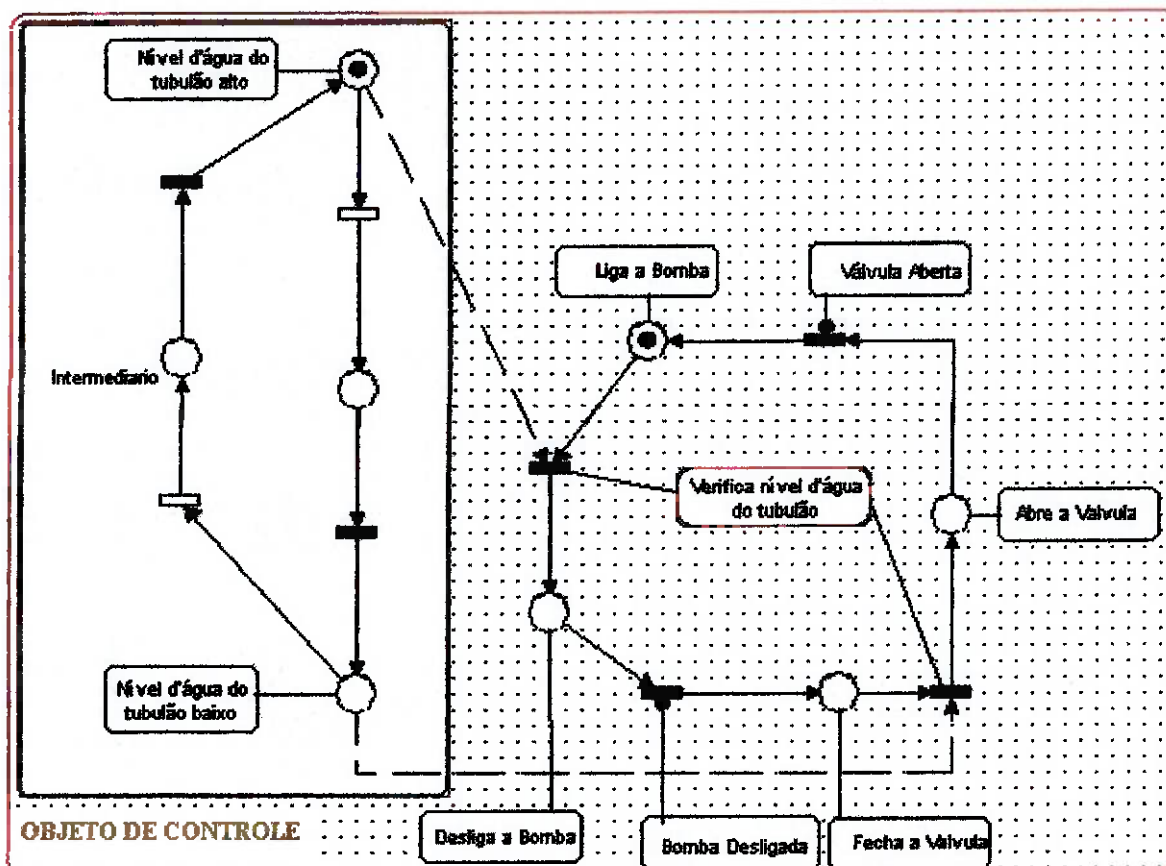 Nível d'água do
tubulão alto
Liga a Bomba
Válvula Aberta
Intermediario
Verifica nível d'água
do tubulão
Abre a Valvula
Nível d'água do
tubulão baixo
OBJETO DE CONTROLE
Desliga a Bomba
Bomba Desligada
Fecha a Valvula